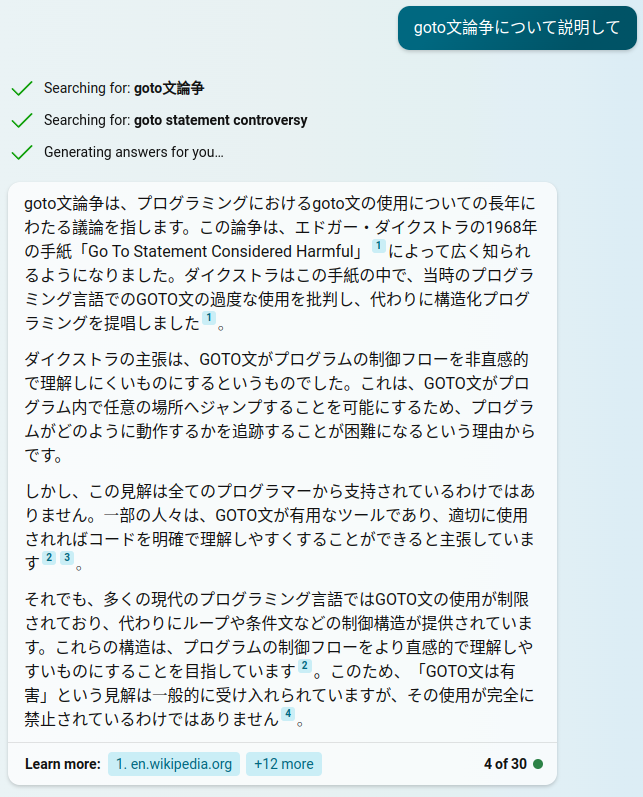 goto文論争について説明して
Searching for: goto文論争
Searching for: goto statement controversy
Generating answers for you…
goto文論争は、プログラミングにおけるgoto文の使用についての長年に
わたる議論を指します。この論争は、エドガー・ダイクストラの1968年
の手紙「Go To Statement Considered Harmful」 1 によって広く知られ
るようになりました。ダイクストラはこの手紙の中で、当時のプログラ
ミング言語でのGOTO文の過度な使用を批判し、代わりに構造化プログ
ラミングを提唱しました 1 。
ダイクストラの主張は、GOTO文がプログラムの制御フローを非直感的
で理解しにくいものにするというものでした。これは、GOTO文がプロ
グラム内で任意の場所へジャンプすることを可能にするため、プログラ
ムがどのように動作するかを追跡することが困難になるという理由から
です。
しかし、この見解は全てのプログラマーから支持されているわけではあ
りません。一部の人々は、GOTO文が有用なツールであり、適切に使用
されればコードを明確で理解しやすくすることができると主張していま
す 2 3 。
それでも、多くの現代のプログラミング言語ではGOTO文の使用が制限
されており、代わりにループや条件文などの制御構造が提供されていま
す。これらの構造は、プログラムの制御フローをより直感的で理解しや
すいものにすることを目指しています 2 。このため、「GOTO文は有
害」という見解は一般的に受け入れられていますが、その使用が完全に
禁止されているわけではありません 4 。
Learn more: 1. en.wikipedia.org +12 more 4 of 30